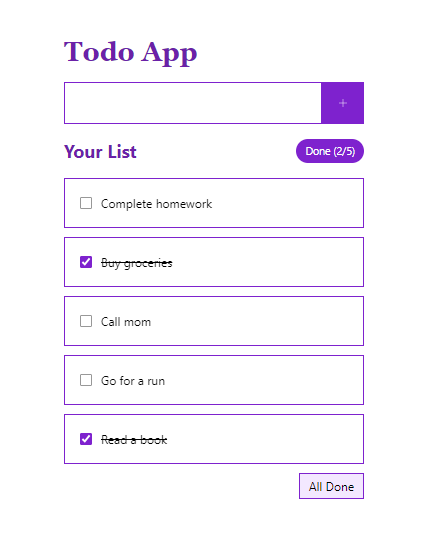 Todo App
+
Your List
Done (2/5)
Complete homework
Buy groceries
Call mom
Go for a run
Read a book
All Done